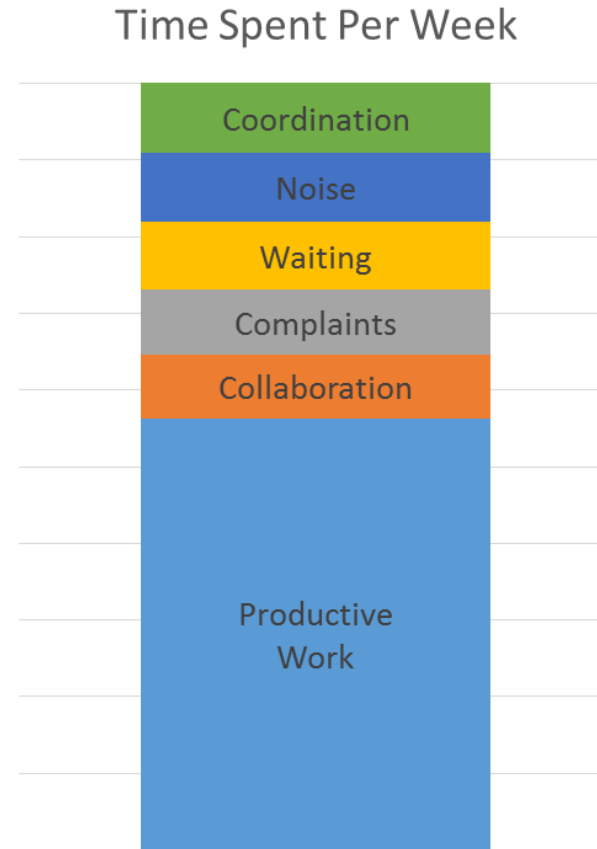 Time Spent Per Week
Coordination
Noise
Waiting
Complaints
Collaboration
Productive
Work